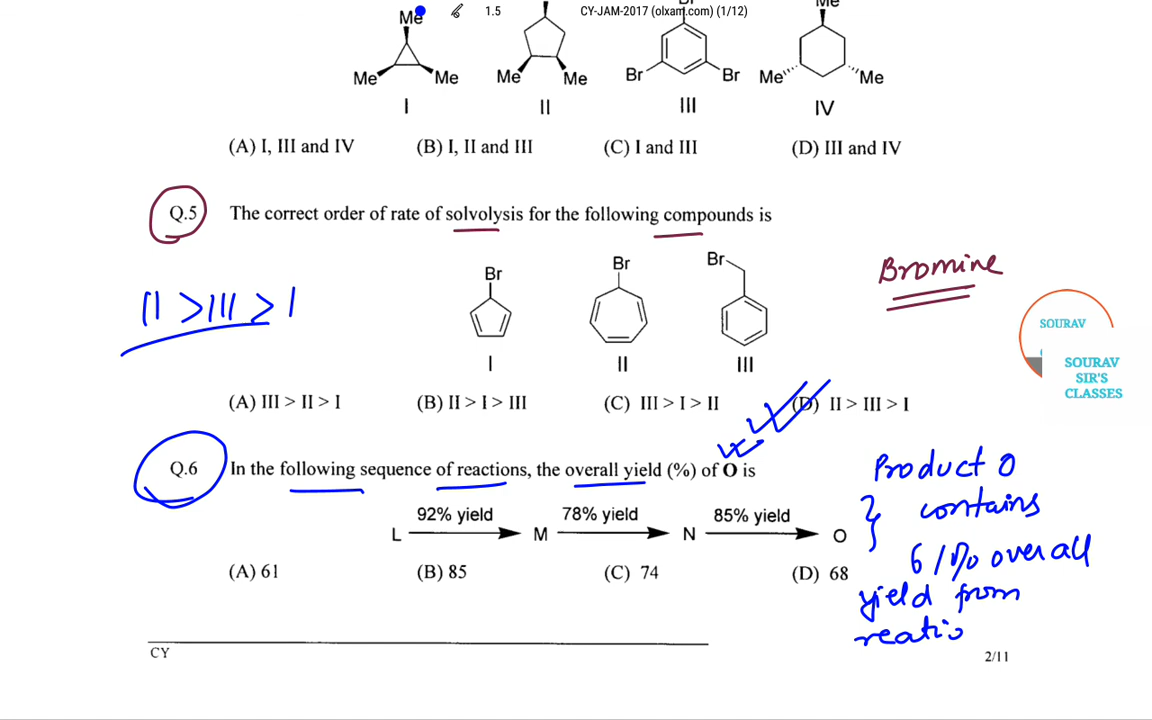 1.5 CY-JAM-2017 (olxam.com) (1/12)
Me Me
Me Me Me Me Br Br Me Me
I II III IV
(A) I, III and IV (B) I, II and III (C) I and III (D) III and IV
Q.5 The correct order of rate of solvolysis for the following compounds is
Br Br Br
Bromine
II > III > I
I II III
SOURAV
SOURAV
SIR'S
CLASSES
(A) III > II > I (B) II > I > III (C) III > I > II (D) II > III > I
Q.6 In the following sequence of reactions, the overall yield (%) of O is
Product O
contains
61% overall
yield from
reatio
92% yield 78% yield 85% yield
L M N O
(A) 61 (B) 85 (C) 74 (D) 68
CY 2/11